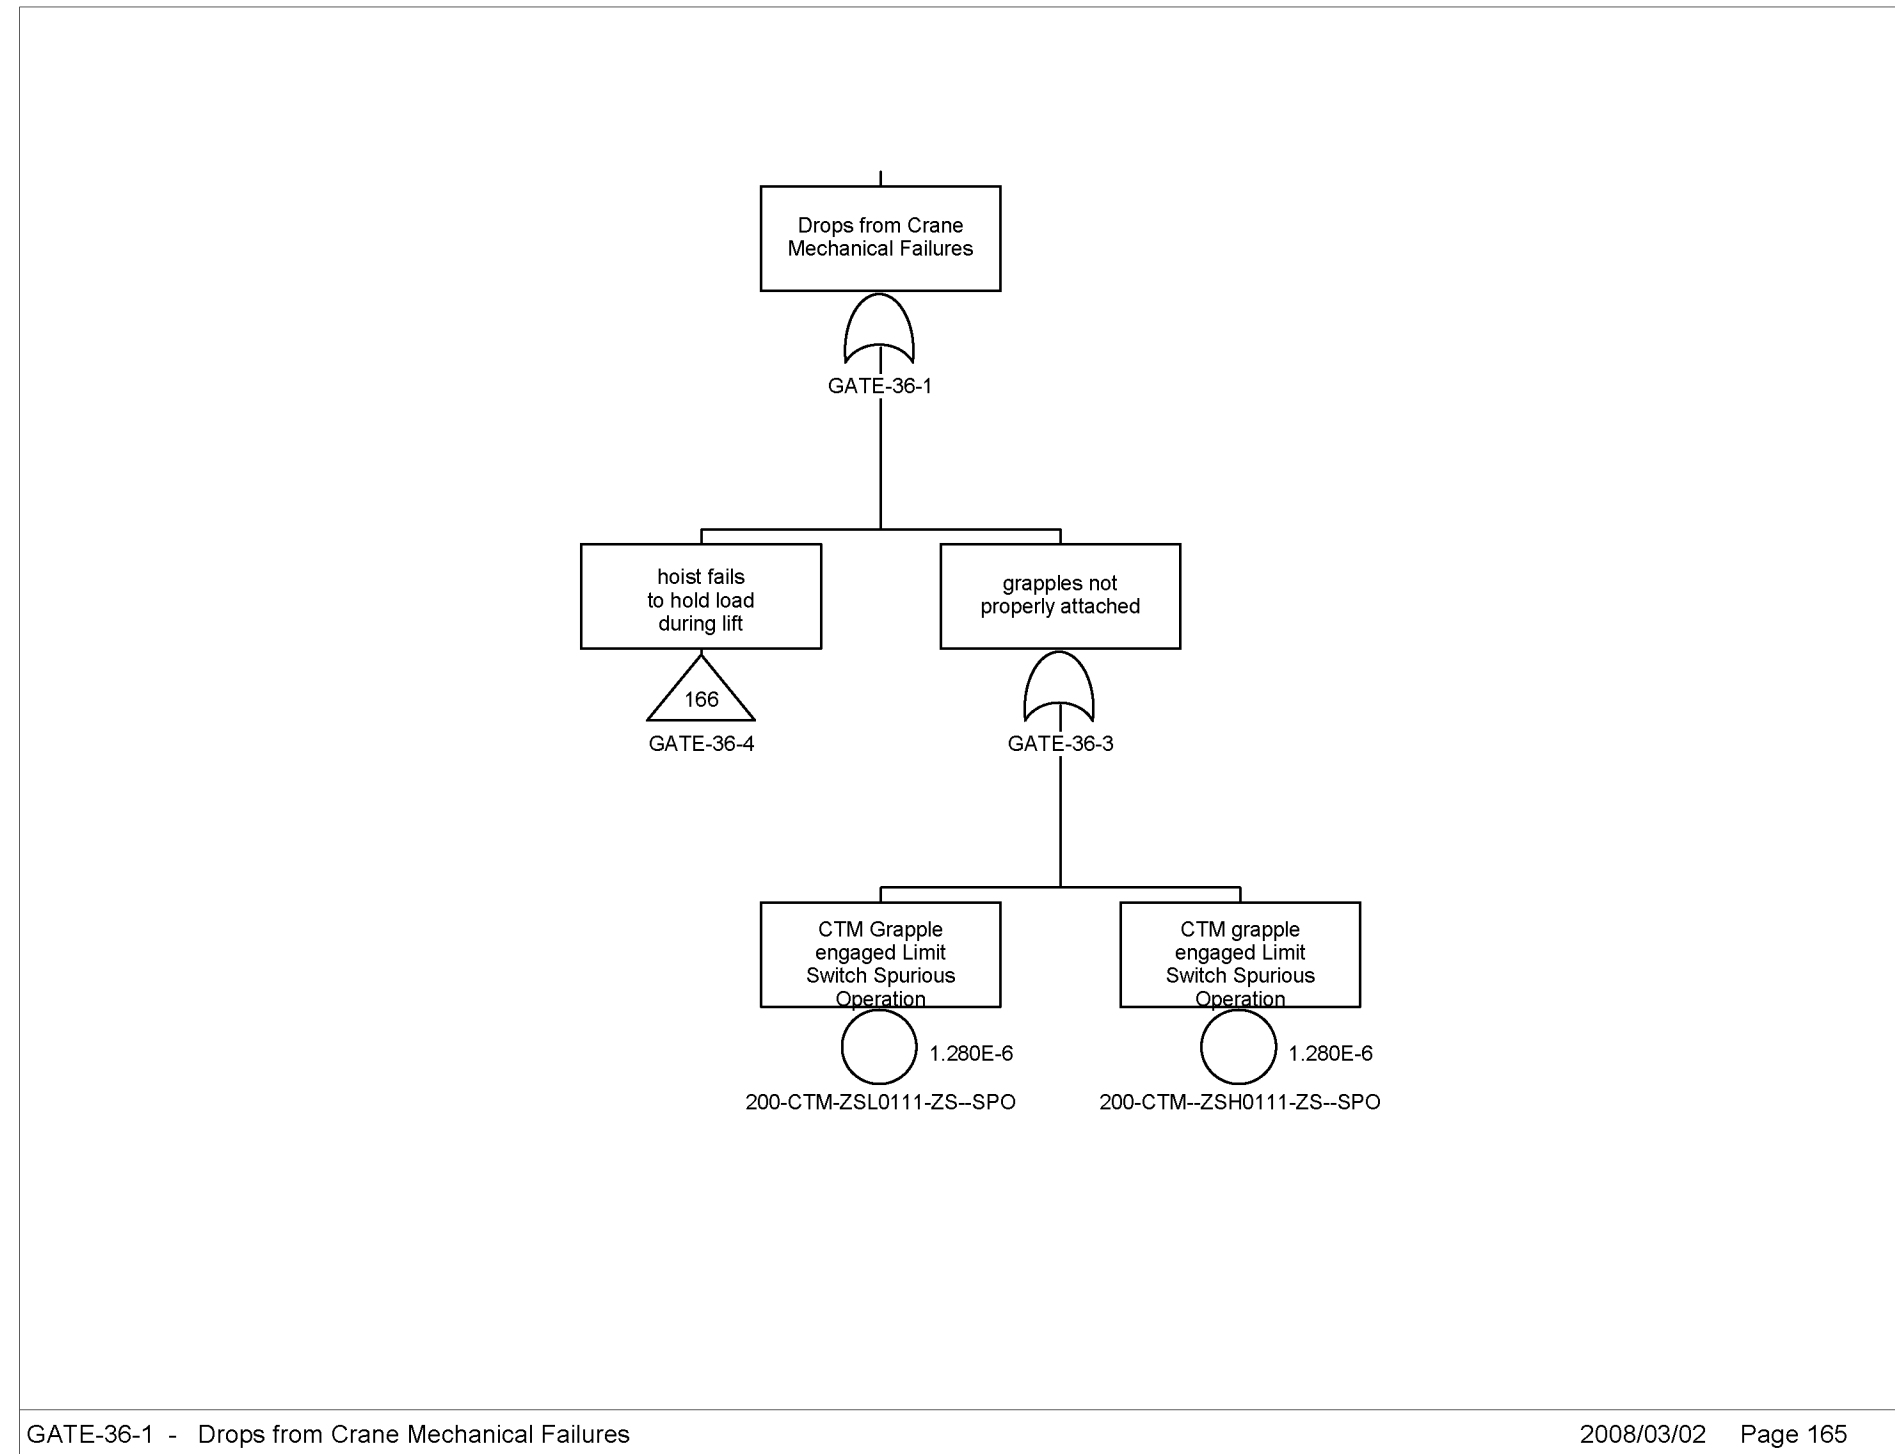 Drops from Crane
Mechanical Failures
GATE-36-1
hoist fails
to hold load
during lift
166
GATE-36-4
grapples not
properly attached
GATE-36-3
CTM Grapple
engaged Limit
Switch Spurious
Operation
1.280E-6
200-CTM-ZSL0111-ZS--SPO
CTM grapple
engaged Limit
Switch Spurious
Operation
1.280E-6
200-CTM--ZSH0111-ZS--SPO
GATE-36-1 - Drops from Crane Mechanical Failures
2008/03/02 Page 165